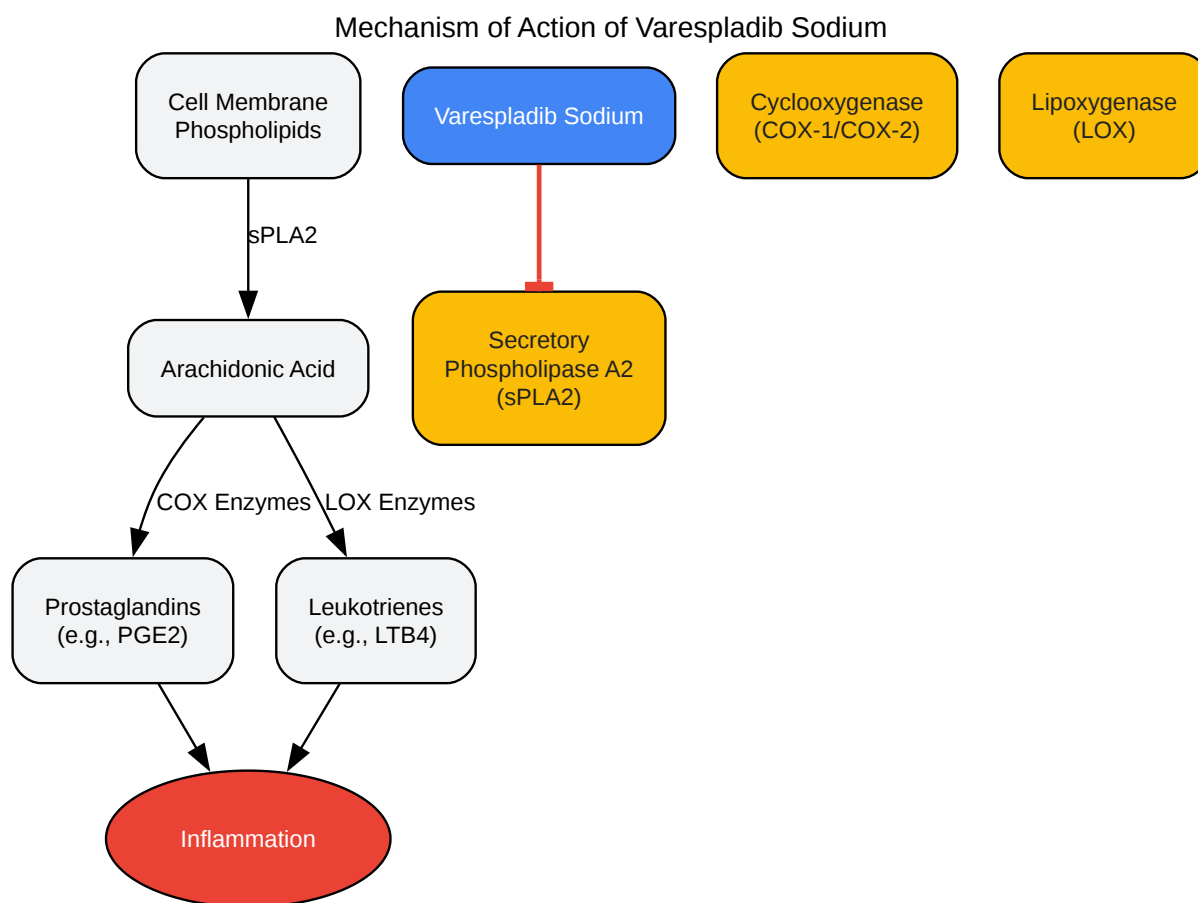 Mechanism of Action of Varespladib Sodium
Cell Membrane
Phospholipids
Varespladib Sodium
Cyclooxygenase
(COX-1/COX-2)
Lipoxygenase
(LOX)
sPLA2
Arachidonic Acid
Secretory
Phospholipase A2
(sPLA2)
COX Enzymes
LOX Enzymes
Prostaglandins
(e.g., PGE2)
Leukotrienes
(e.g., LTB4)
Inflammation